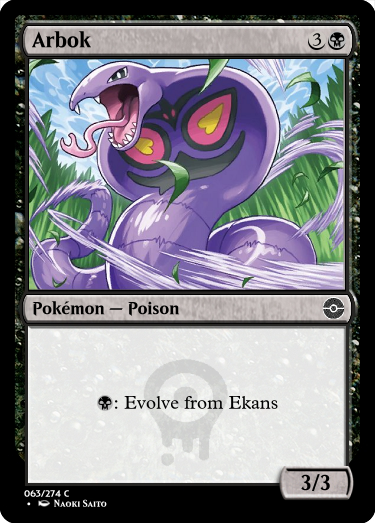 Arbok 3
Pokémon — Poison
: Evolve from Ekans
3/3
063/274 C
• Naoki Saito